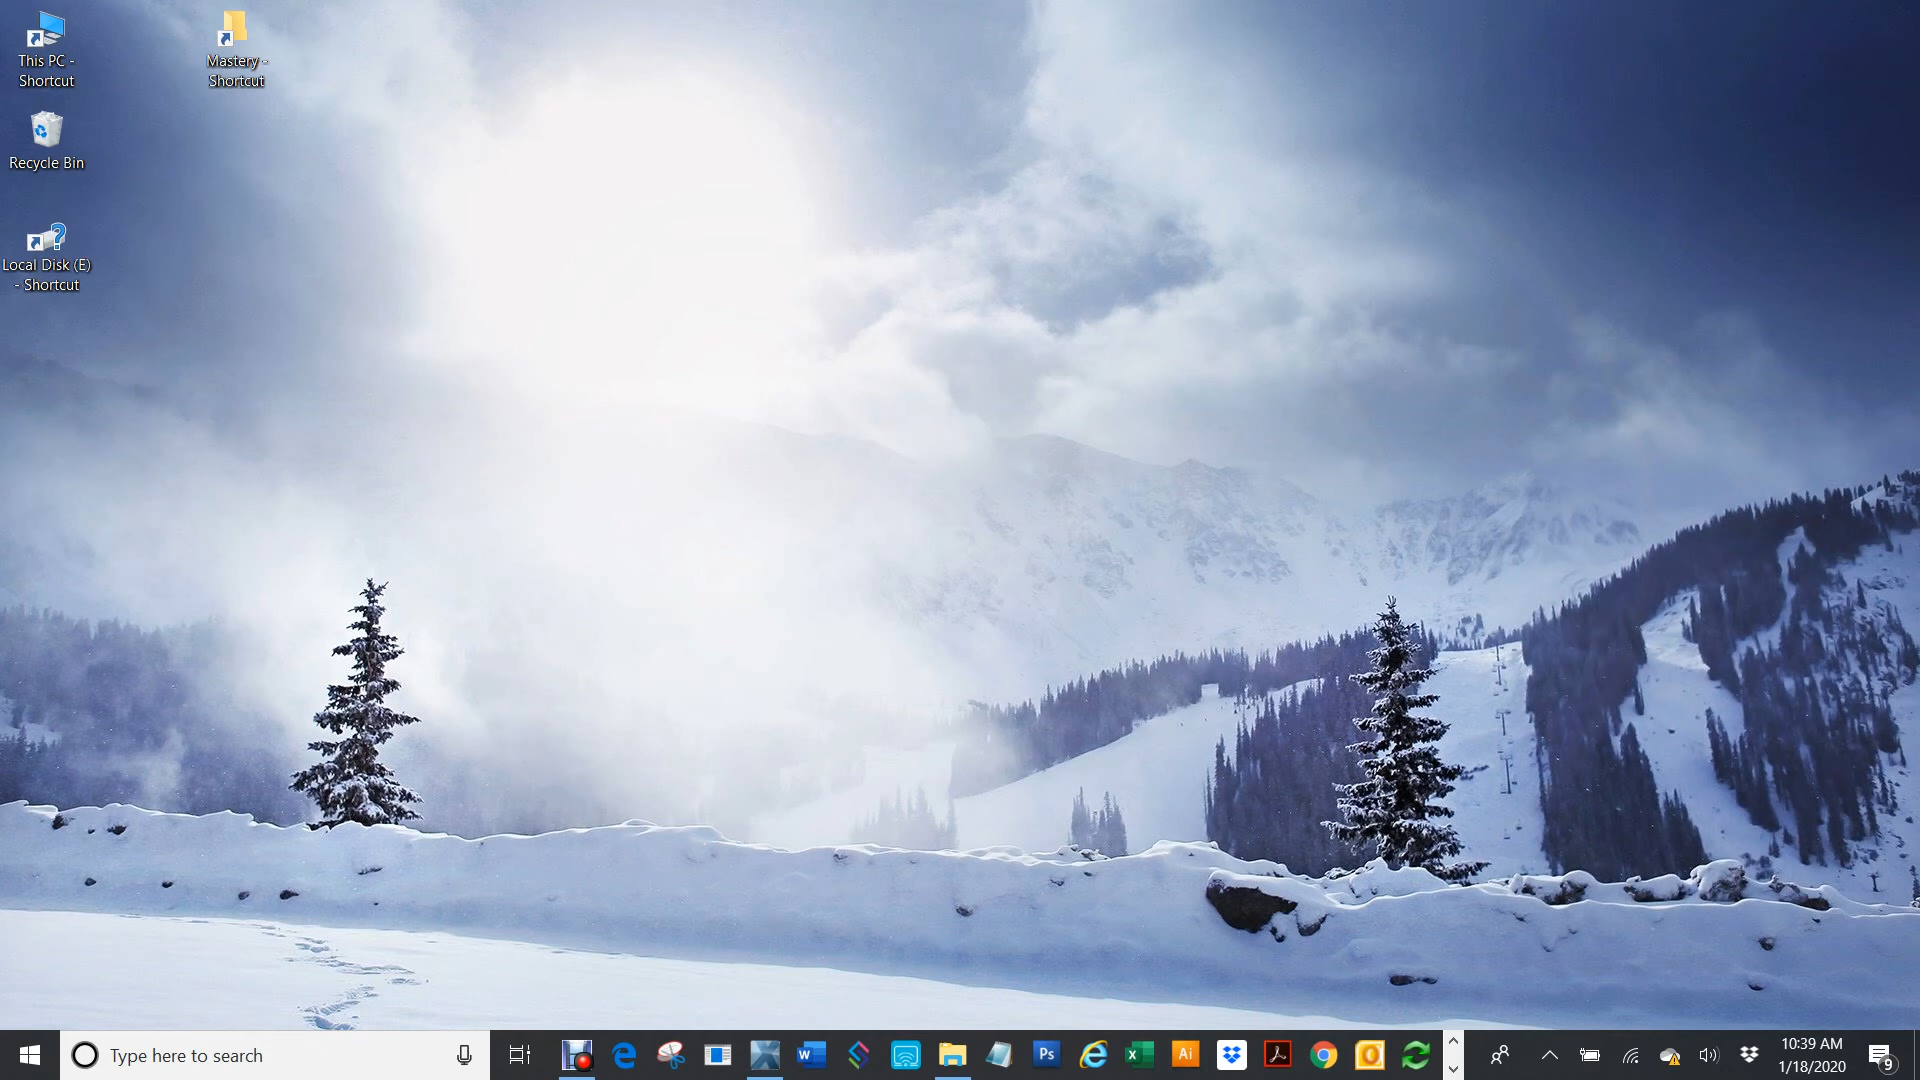 This PC -
Shortcut
Mastery -
Shortcut
Recycle Bin
Local Disk (E)
- Shortcut
Type here to search
W
Ps
X
Ai
O
10:39 AM
1/18/2020
9